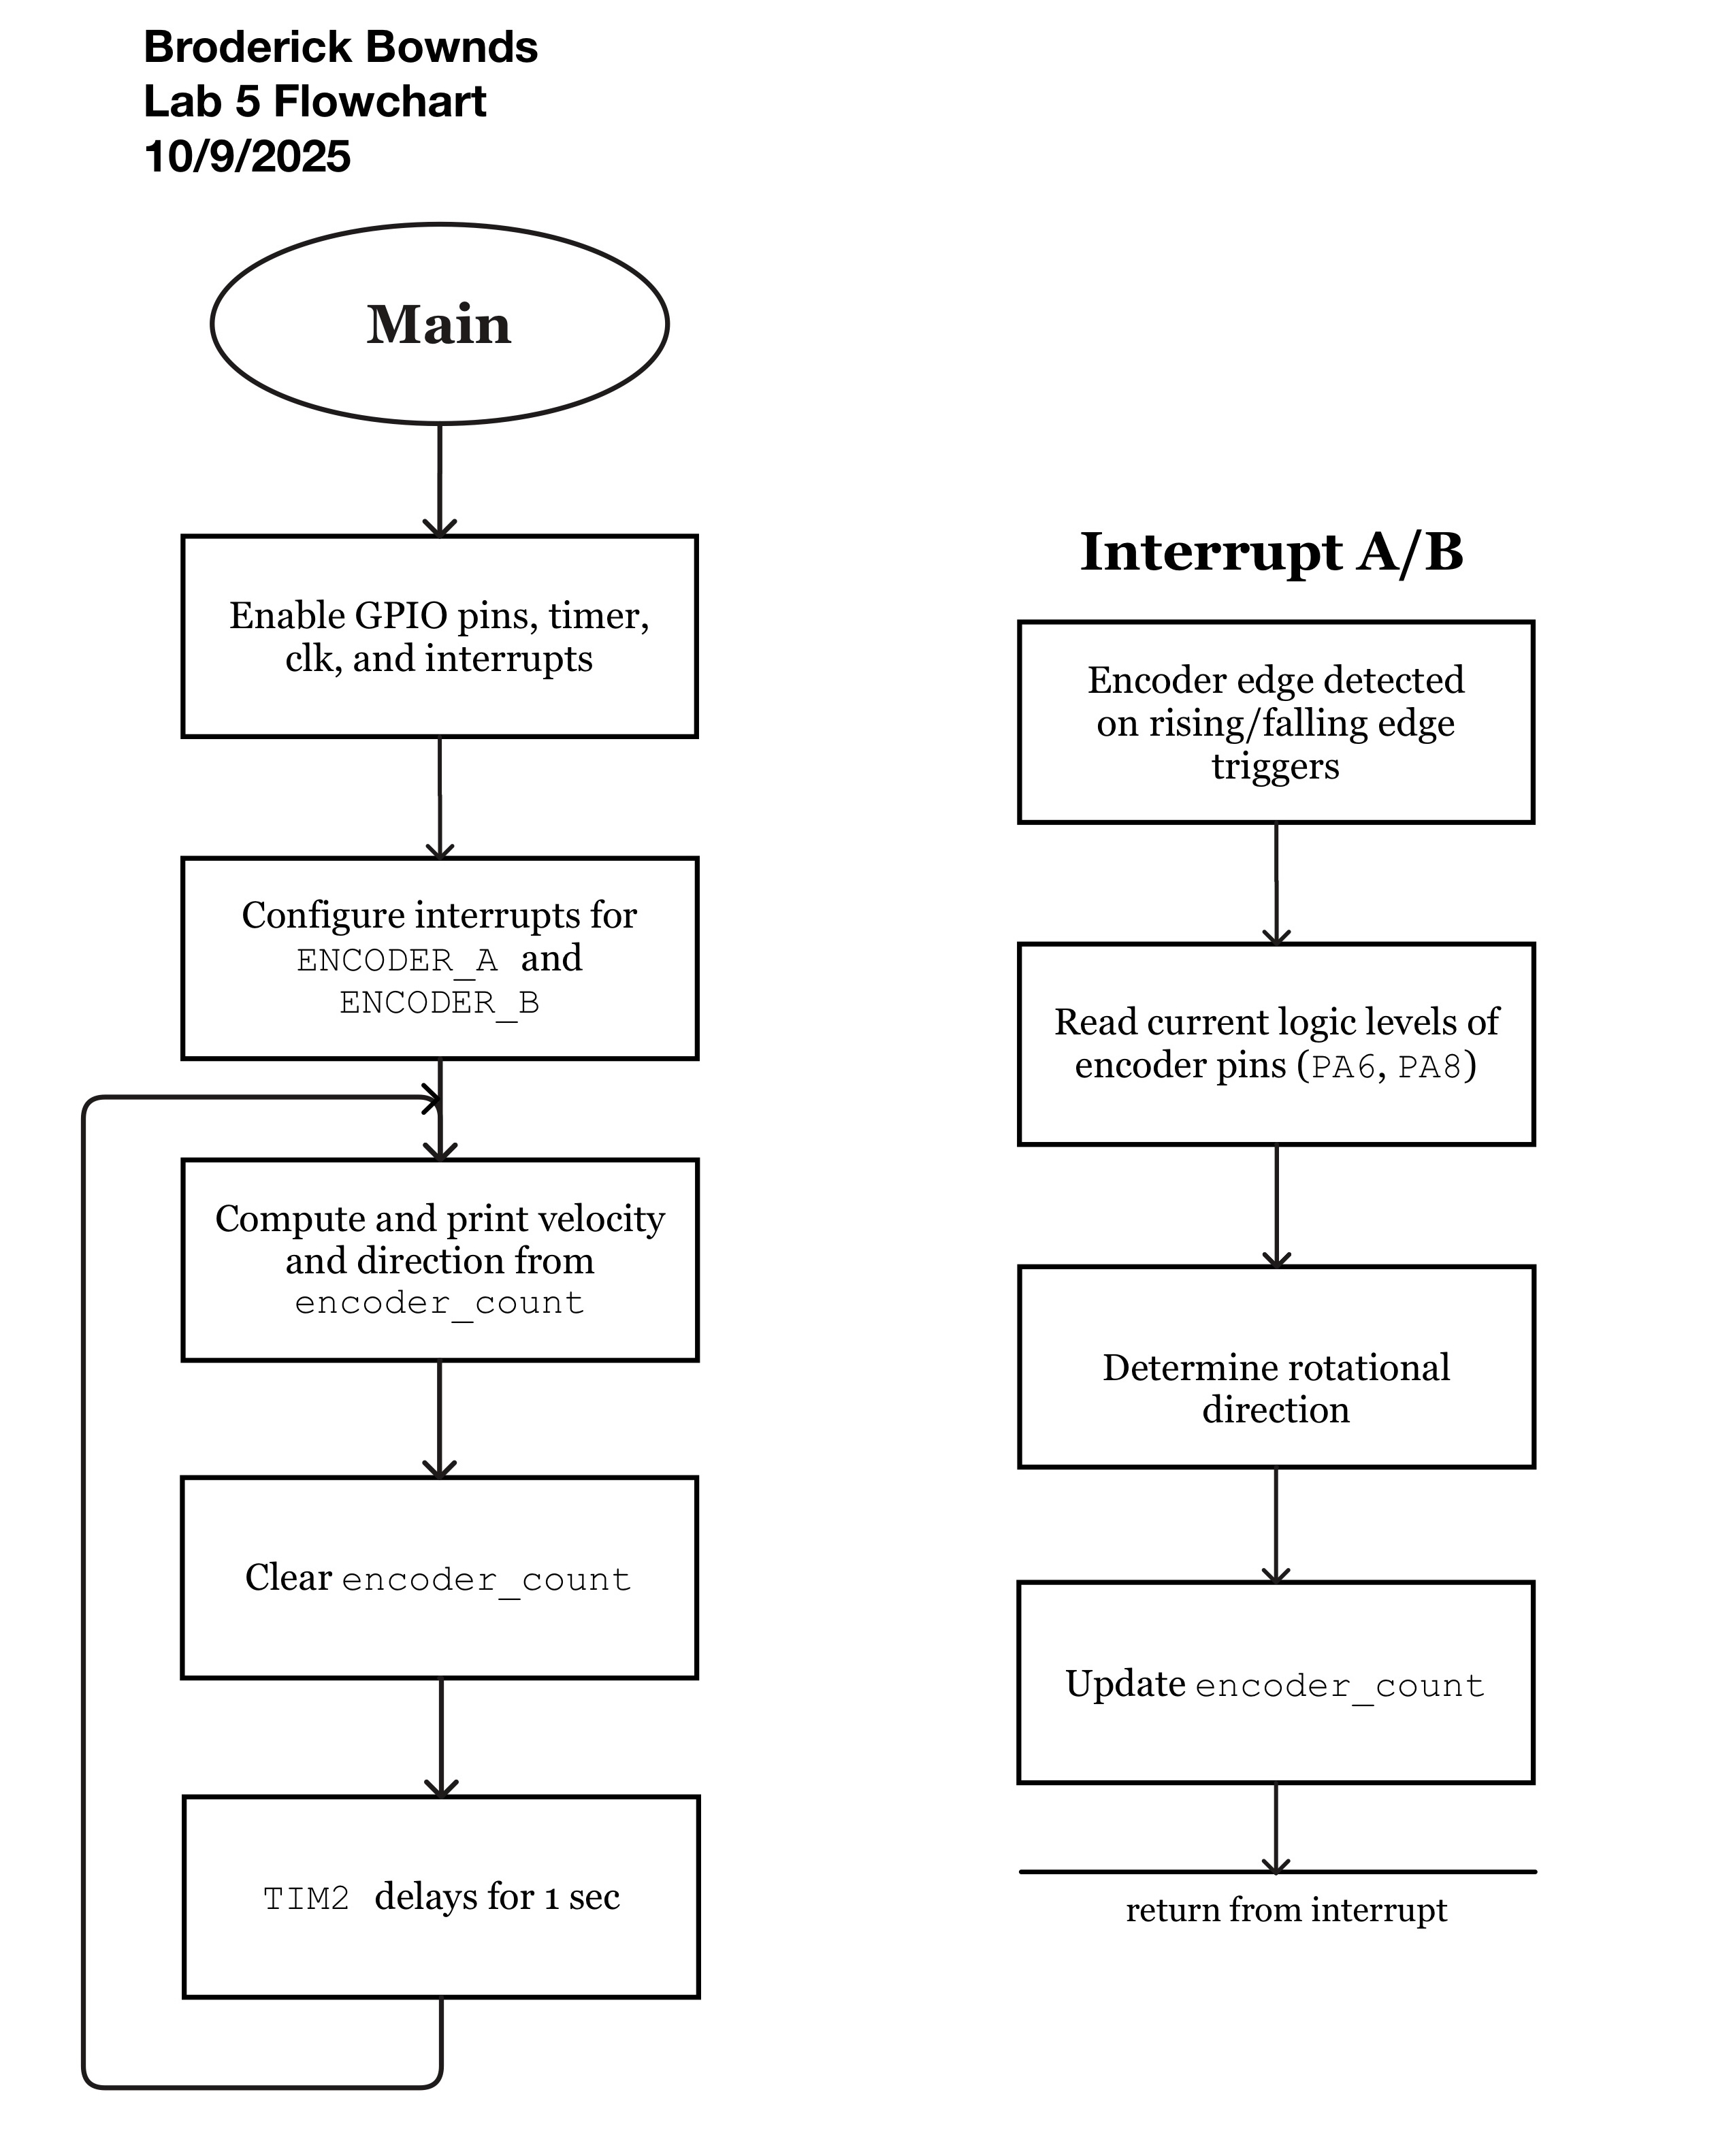 Broderick Bownds
Lab 5 Flowchart
10/9/2025
Main
Enable GPIO pins, timer,
clk, and interrupts
Configure interrupts for
ENCODER_A and
ENCODER_B
Compute and print velocity
and direction from
encoder_count
Clear encoder_count
TIM2 delays for 1 sec
Interrupt A/B
Encoder edge detected
on rising/falling edge
triggers
Read current logic levels of
encoder pins (PA6, PA8)
Determine rotational
direction
Update encoder_count
return from interrupt